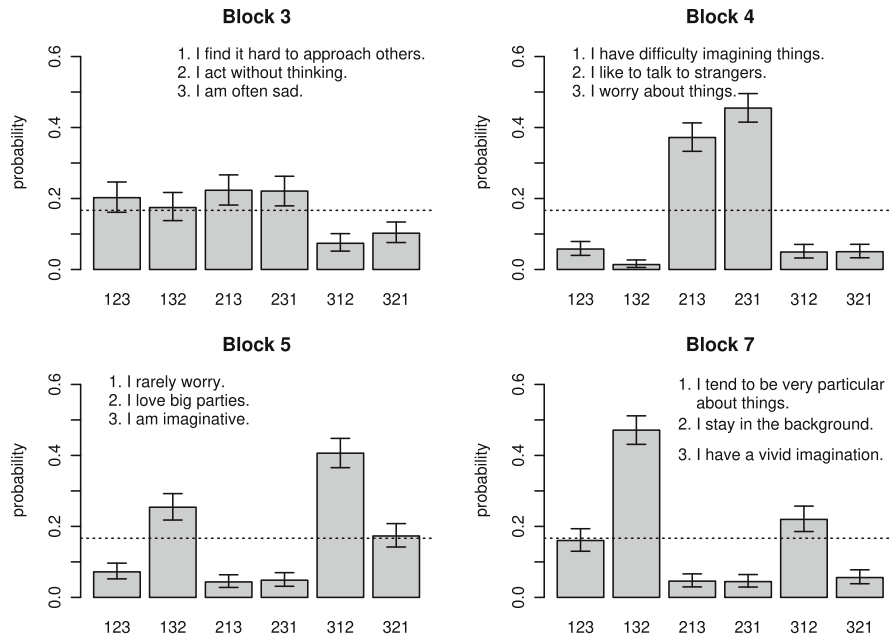 Block 3
1. I find it hard to approach others.
2. I act without thinking.
3. I am often sad.
probability
0.6
0.4
0.2
0.0
123 132 213 231 312 321
Block 4
1. I have difficulty imagining things.
2. I like to talk to strangers.
3. I worry about things.
probability
0.6
0.4
0.2
0.0
123 132 213 231 312 321
Block 5
1. I rarely worry.
2. I love big parties.
3. I am imaginative.
probability
0.6
0.4
0.2
0.0
123 132 213 231 312 321
Block 7
1. I tend to be very particular
about things.
2. I stay in the background.
3. I have a vivid imagination.
probability
0.6
0.4
0.2
0.0
123 132 213 231 312 321